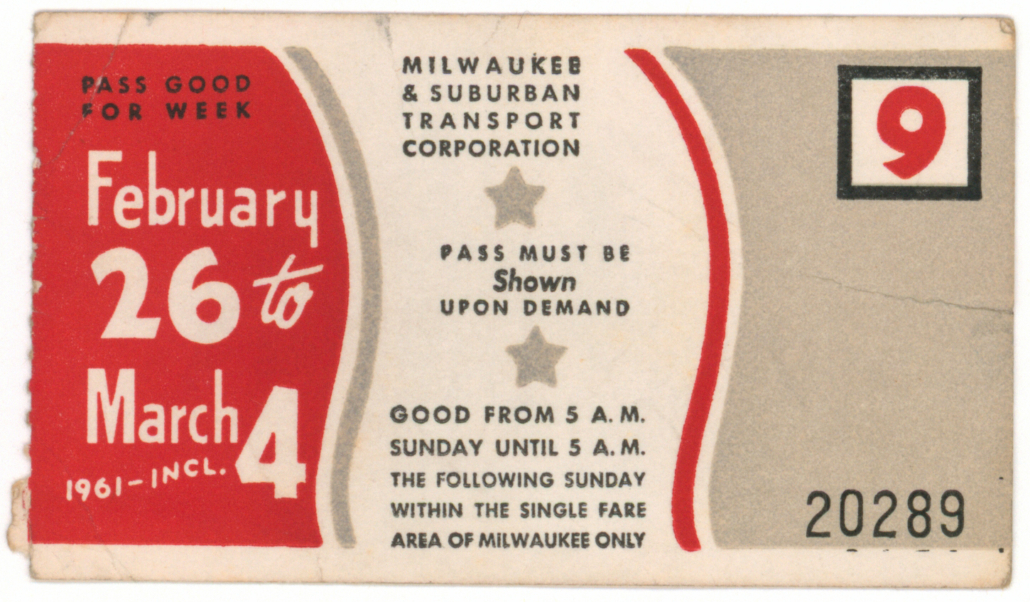 PASS GOOD
FOR WEEK
February
26 to
March 4
1961-INCL.
MILWAUKEE
& SUBURBAN
TRANSPORT
CORPORATION
PASS MUST BE
Shown
UPON DEMAND
GOOD FROM 5 A.M.
SUNDAY UNTIL 5 A.M.
THE FOLLOWING SUNDAY
WITHIN THE SINGLE FARE
AREA OF MILWAUKEE ONLY
9
20289